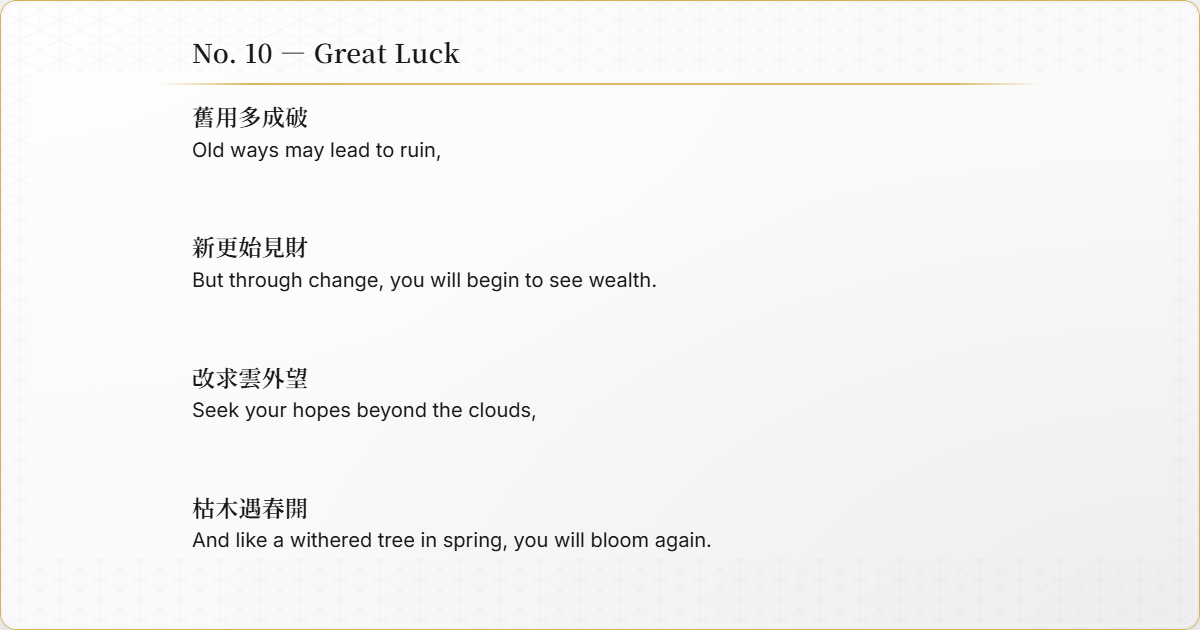 No. 10 — Great Luck
舊用多成破
Old ways may lead to ruin,
新更始見財
But through change, you will begin to see wealth.
改求雲外望
Seek your hopes beyond the clouds,
枯木遇春開
And like a withered tree in spring, you will bloom again.